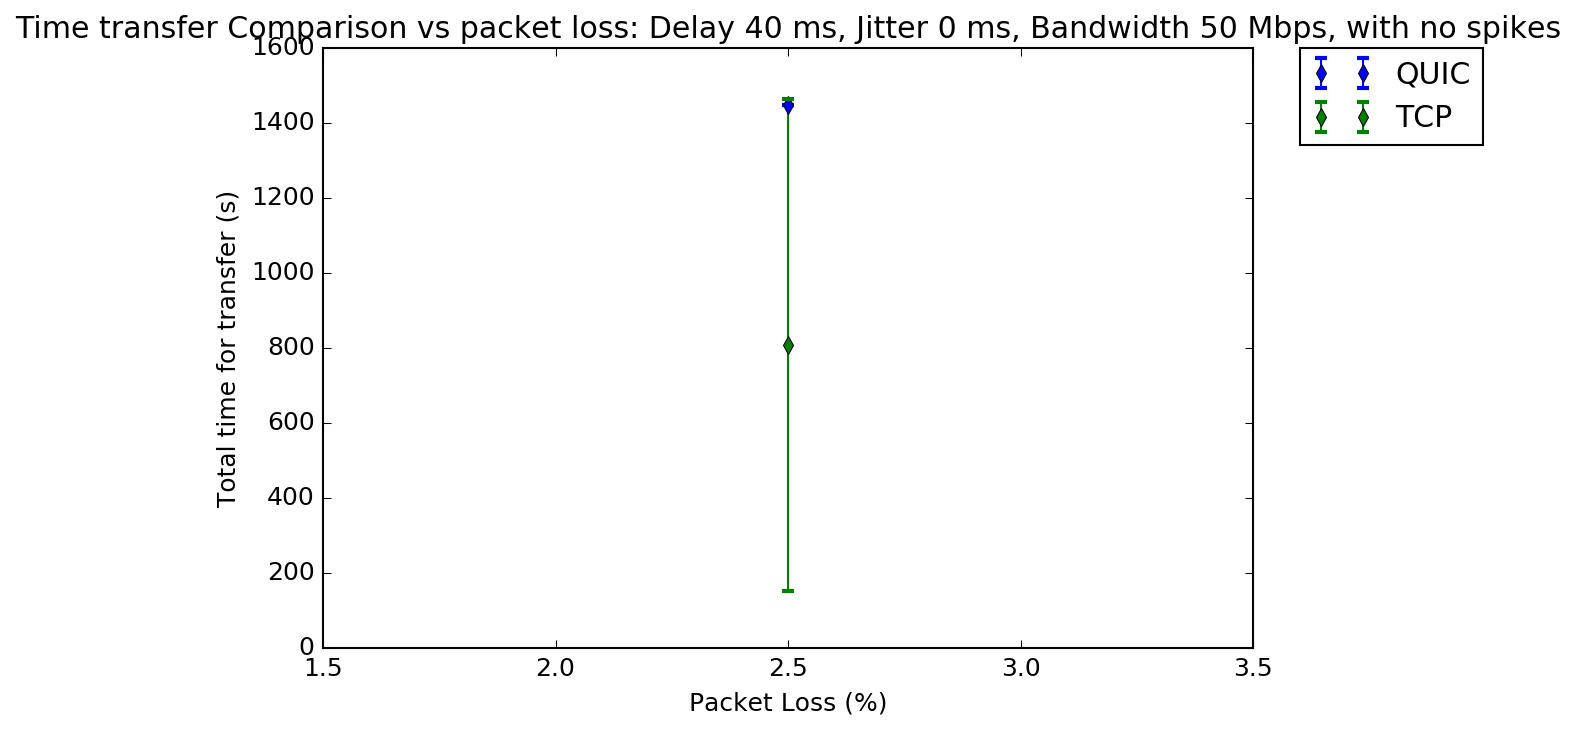 Time transfer Comparison vs packet loss: Delay 40 ms, Jitter 0 ms, Bandwidth 50 Mbps, with no spikes
QUIC
TCP
Total time for transfer (s)
1600
1400
1200
1000
800
600
400
200
0
1.5 2.0 2.5 3.0 3.5
Packet Loss (%)